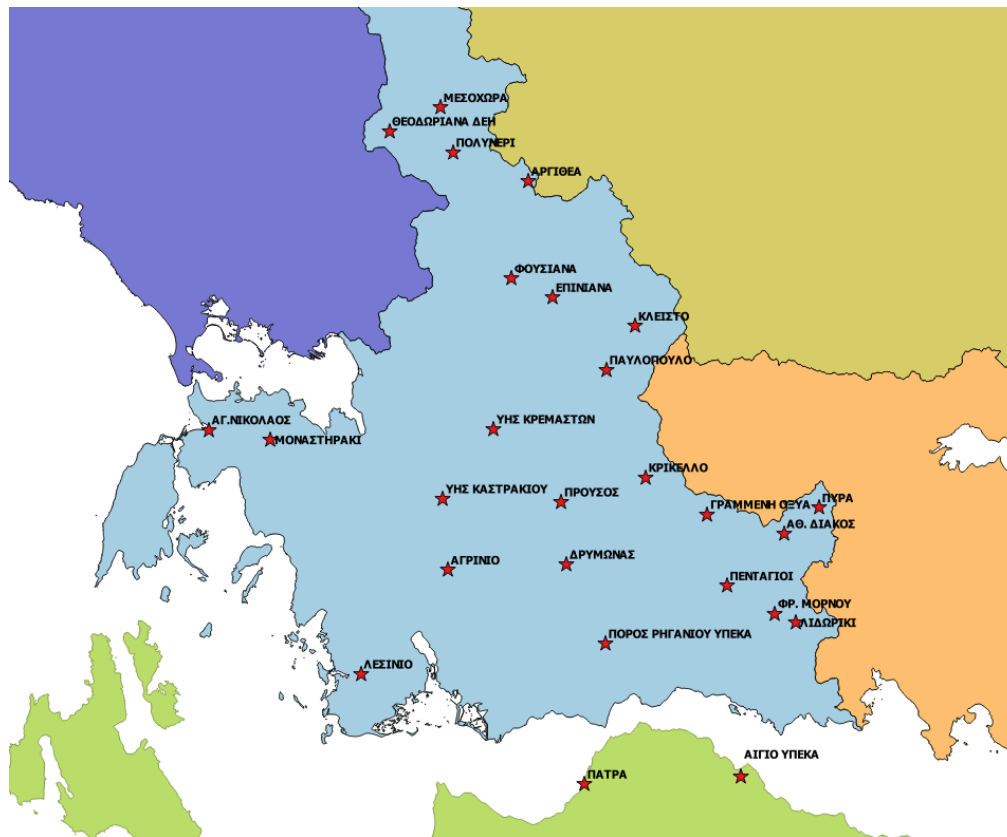 ΜΕΣΟΧΩΡΑ
ΘΕΟΔΩΡΙΑΝΑ ΔΕΗ
ΠΟΛΥΝΕΡΙ
ΑΡΓΙΘΕΑ
ΦΟΥΣΙΑΝΑ
ΕΠΙΝΙΑΝΑ
ΚΛΕΙΣΤΟ
ΠΑΥΛΟΠΟΥΛΟ
ΑΓ.ΝΙΚΟΛΑΟΣ
ΥΗΣ ΚΡΕΜΑΣΤΩΝ
ΜΟΝΑΣΤΗΡΑΚΙ
ΚΡΙΚΕΛΛΟ
ΥΗΣ ΚΑΣΤΡΑΚΙΟΥ
ΠΡΟΥΣΟΣ
ΓΡΑΜΜΕΝΗ ΟΞΥΑ
ΠΥΡΑ
ΑΘ. ΔΙΑΚΟΣ
ΑΓΡΙΝΙΟ
ΔΡΥΜΩΝΑΣ
ΠΕΝΤΑΓΙΟΙ
ΦΡ. ΜΟΡΝΟΥ
ΛΙΔΩΡΙΚΙ
ΠΟΡΟΣ ΡΗΓΑΝΙΟΥ ΥΠΕΚΑ
ΛΕΣΙΝΙΟ
ΑΙΓΙΟ ΥΠΕΚΑ
ΠΑΤΡΑ